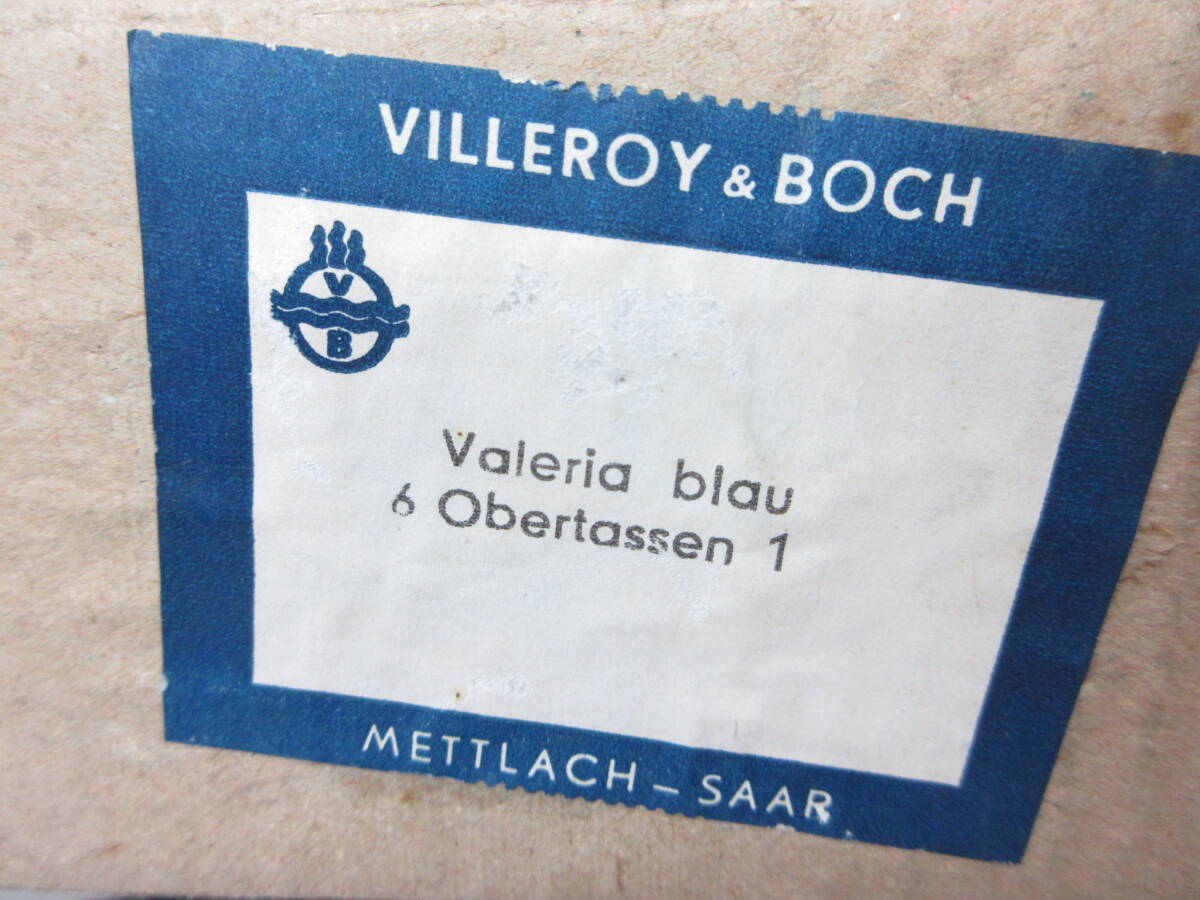 VILLEROY & BOCH
V
B
Valeria blau
6 Obertassen 1
METTLACH – SAAR